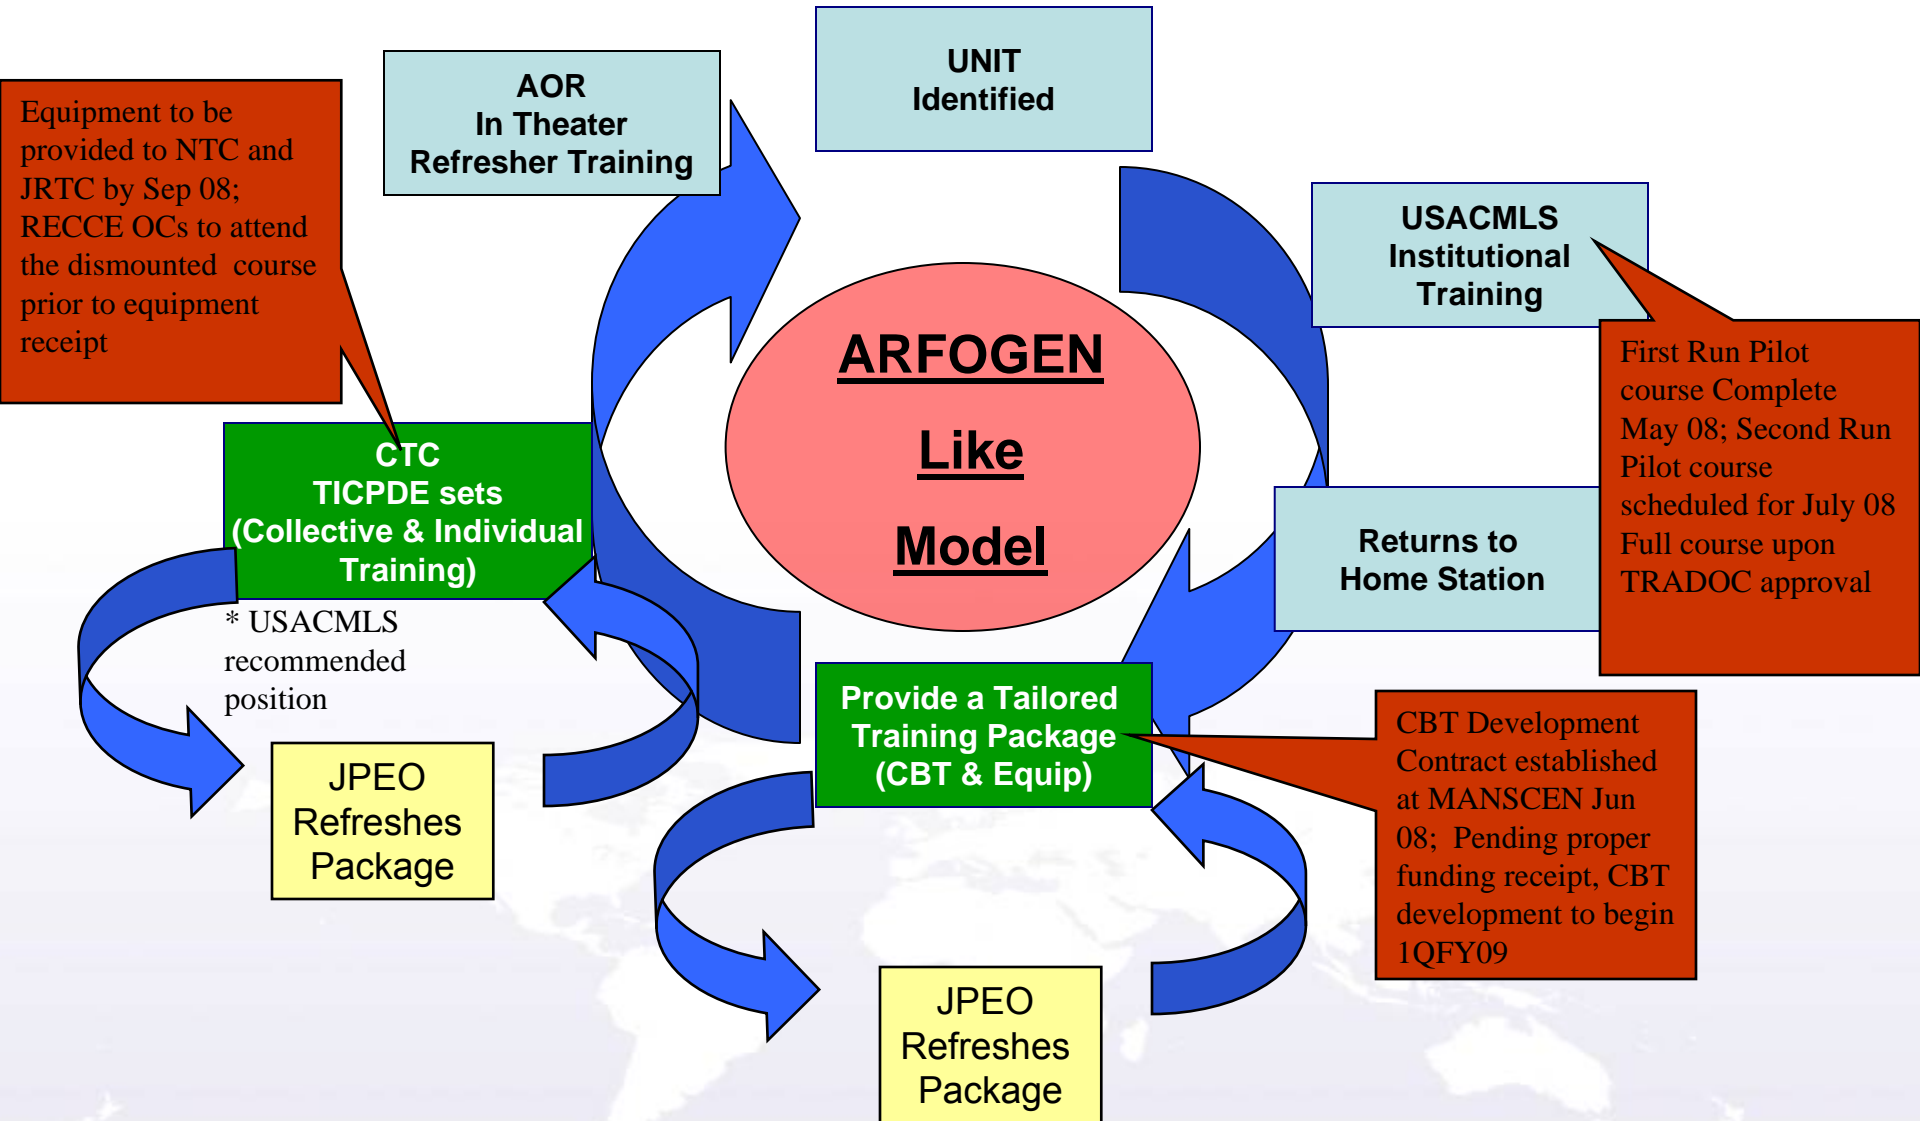 UNIT
Identified
AOR
In Theater
Refresher Training
Equipment to be
provided to NTC and
JRTC by Sep 08;
RECCE OCs to attend
the dismounted course
prior to equipment
receipt
USACMLS
Institutional
Training
First Run Pilot
course Complete
May 08; Second Run
Pilot course
scheduled for July 08
Full course upon
TRADOC approval
ARFOGEN
Like
Model
CTC
TICPDE sets
(Collective & Individual
Training)
* USACMLS
recommended
position
Returns to
Home Station
Provide a Tailored
Training Package
(CBT & Equip)
CBT Development
Contract established
at MANSCEN Jun
08; Pending proper
funding receipt, CBT
development to begin
1QFY09
JPEO
Refreshes
Package
JPEO
Refreshes
Package